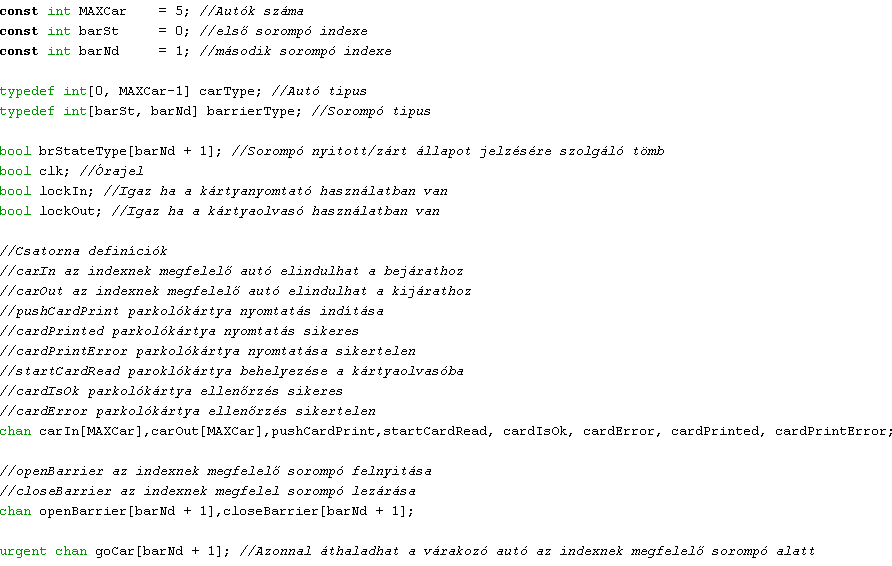 const int MAXCar    = 5; //Autók száma
const int barSt     = 0; //első sorompó indexe
const int barNd     = 1; //második sorompó indexe
typedef int[0, MAXCar-1] carType; //Autó tipus
typedef int[barSt, barNd] barrierType; //Sorompó tipus
bool brStateType[barNd + 1]; //Sorompó nyitott/zárt állapot jelzésére szolgáló tömb
bool clk; //Órajel
bool lockIn; //Igaz ha a kártyanyomtató használatban van
bool lockOut; //Igaz ha a kártyaolvasó használatban van
//Csatorna definíciók
//carIn az indexnek megfelelő autó elindulhat a bejárathoz
//carOut az indexnek megfelelő autó elindulhat a kijárathoz
//pushCardPrint parkolókártya nyomtatás indítása
//cardPrinted parkolókártya nyomtatás sikeres
//cardPrintError parkolókártya nyomtatása sikertelen
//startCardRead paroklókártya behelyezése a kártyaolvasóba
//cardIsOk parkolókártya ellenőrzés sikeres
//cardError parkolókártya ellenőrzés sikertelen
chan carIn[MAXCar],carOut[MAXCar],pushCardPrint,startCardRead, cardIsOk, cardError, cardPrinted, cardPrintError;
//openBarrier az indexnek megfelelő sorompó felnyitása
//closeBarrier az indexnek megfelel sorompó lezárása
chan openBarrier[barNd + 1],closeBarrier[barNd + 1];
urgent chan goCar[barNd + 1]; //Azonnal áthaladhat a várakozó autó az indexnek megfelelő sorompó alatt